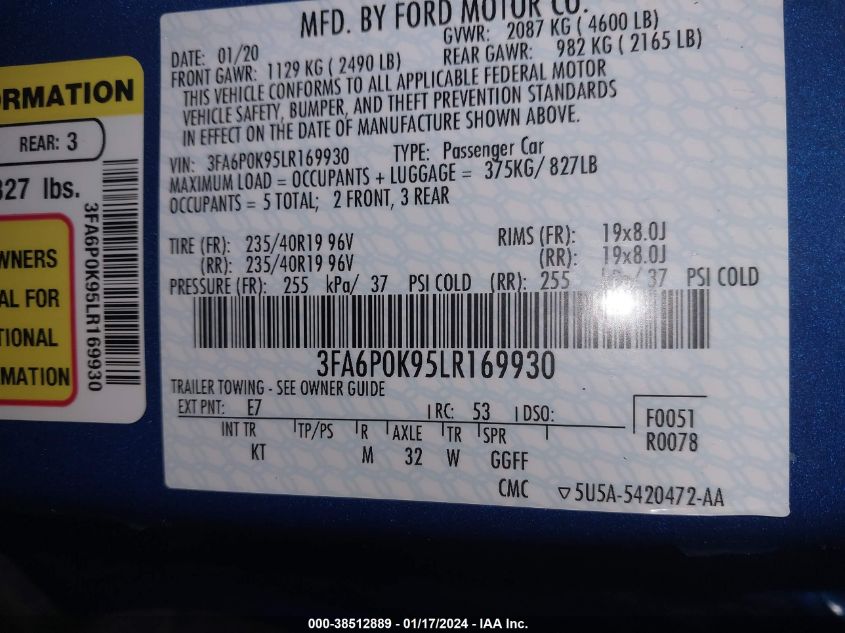 MFD. BY FORD MOTOR CO.
DATE: 01/20
GVWR: 2087 KG ( 4600 LB)
FRONT GAWR: 1129 KG ( 2490 LB)
REAR GAWR: 982 KG ( 2165 LB)
THIS VEHICLE CONFORMS TO ALL APPLICABLE FEDERAL MOTOR
VEHICLE SAFETY, BUMPER, AND THEFT PREVENTION STANDARDS
IN EFFECT ON THE DATE OF MANUFACTURE SHOWN ABOVE.
VIN: 3FA6P0K95LR169930 TYPE: Passenger Car
MAXIMUM LOAD = OCCUPANTS + LUGGAGE = 375KG/ 827LB
OCCUPANTS = 5 TOTAL; 2 FRONT, 3 REAR
TIRE (FR): 235/40R19 96V RIMS (FR): 19x8.0J
(RR): 235/40R19 96V (RR): 19x8.0J
PRESSURE (FR): 255 kPa/ 37 PSI COLD (RR): 255 kPa/ 37 PSI COLD
3FA6P0K95LR169930
TRAILER TOWING - SEE OWNER GUIDE
EXT PNT: E7 RC: 53 DSO: F0051
INT TR TP/PS R AXLE TR SPR R0078
KT M 32 W GGFF
CMC ▽5U5A-5420472-AA
ORMATION
REAR: 3
827 lbs.
3FA6P0K95LR169930
WNERS
AL FOR
TIONAL
MATION
000-38512889 - 01/17/2024 - IAA Inc.